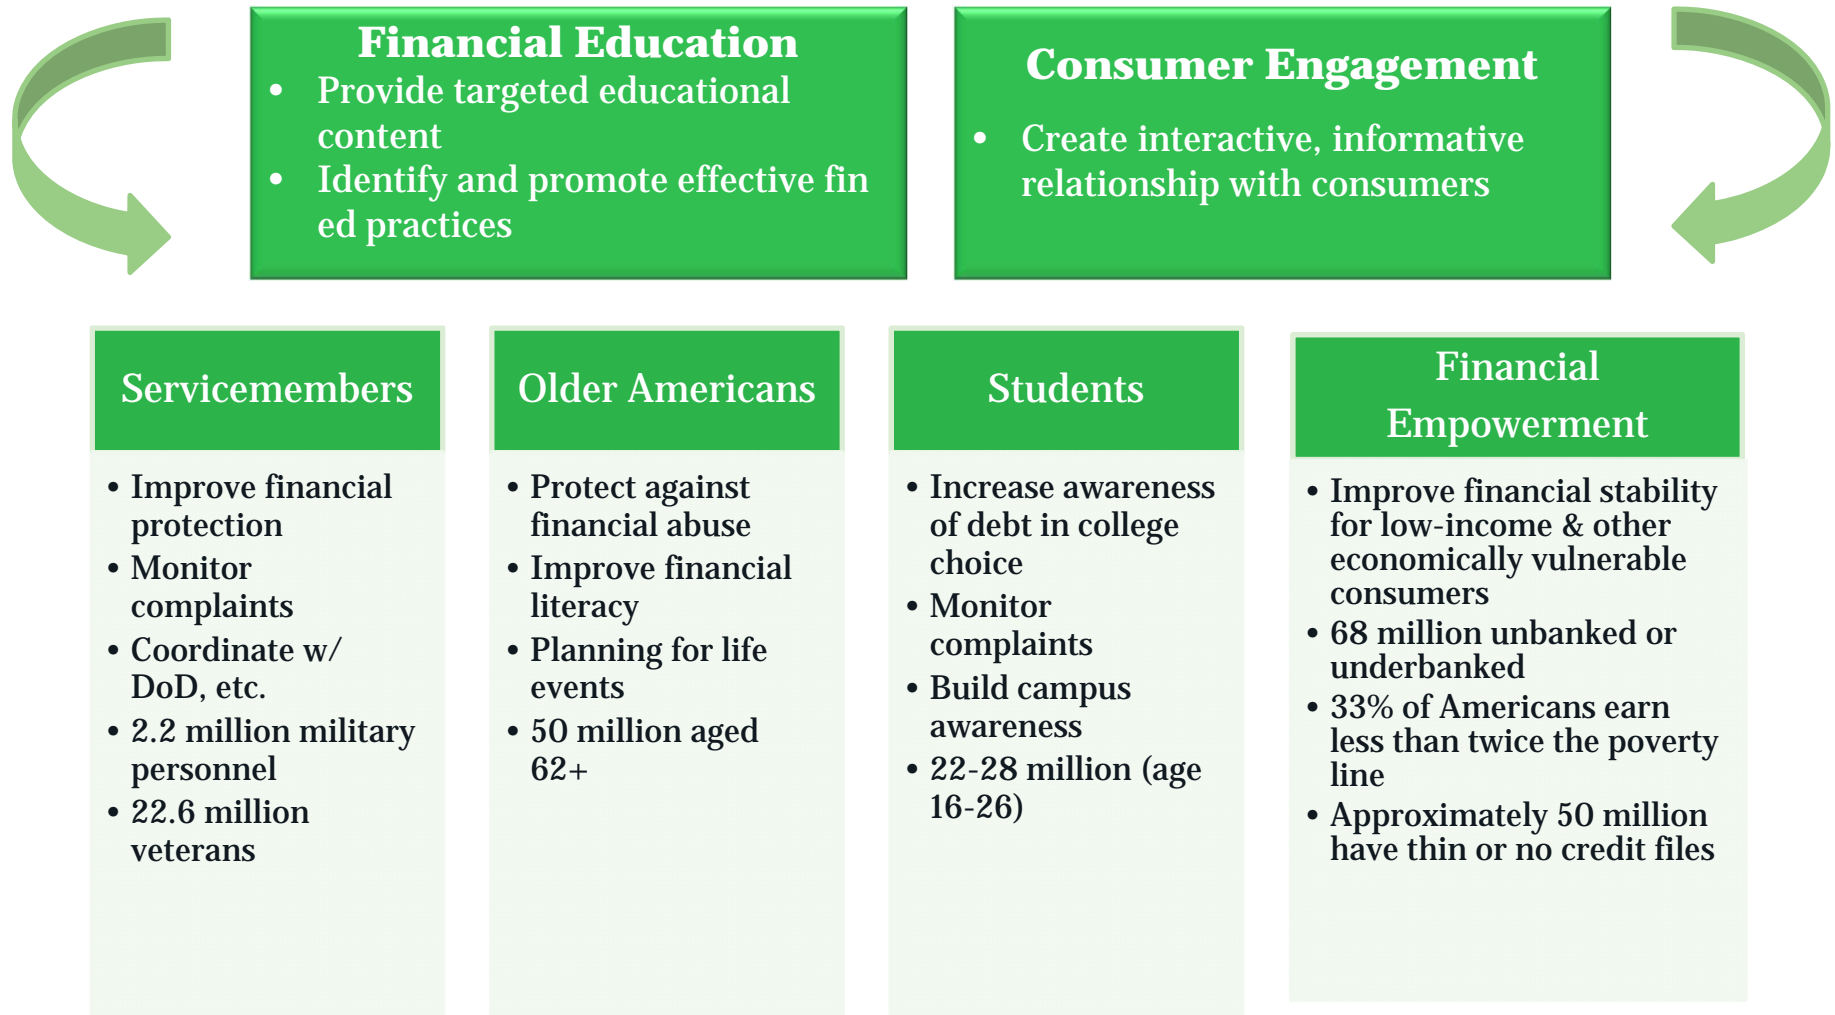 Financial Education
• Provide targeted educational
content
• Identify and promote effective fin
ed practices
Consumer Engagement
• Create interactive, informative
relationship with consumers
Servicemembers
• Improve financial
protection
• Monitor
complaints
• Coordinate w/
DoD, etc.
• 2.2 million military
personnel
• 22.6 million
veterans
Older Americans
• Protect against
financial abuse
• Improve financial
literacy
• Planning for life
events
• 50 million aged
62+
Students
• Increase awareness
of debt in college
choice
• Monitor
complaints
• Build campus
awareness
• 22-28 million (age
16-26)
Financial
Empowerment
• Improve financial stability
for low-income & other
economically vulnerable
consumers
• 68 million unbanked or
underbanked
• 33% of Americans earn
less than twice the poverty
line
• Approximately 50 million
have thin or no credit files